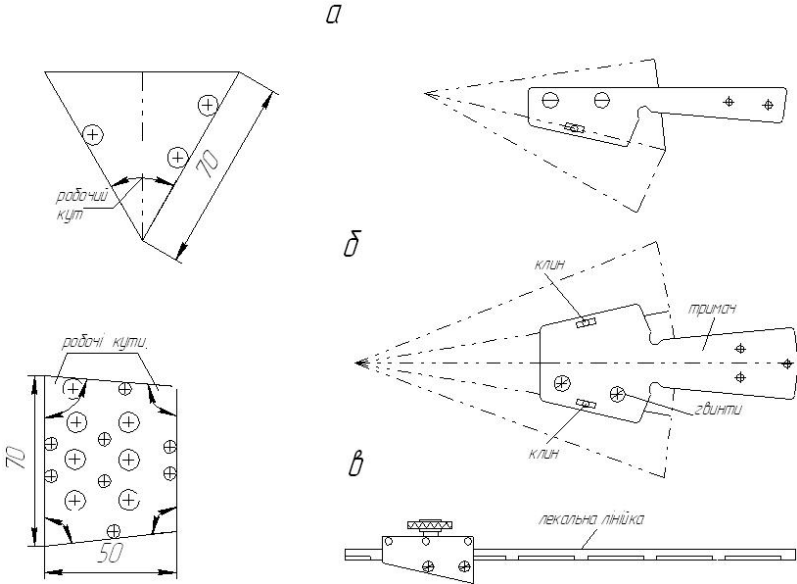 а
70
робочий
кут
б
клин
тримач
робочі кути.
гвинти
клин
70
в
лекальна лінійка
50